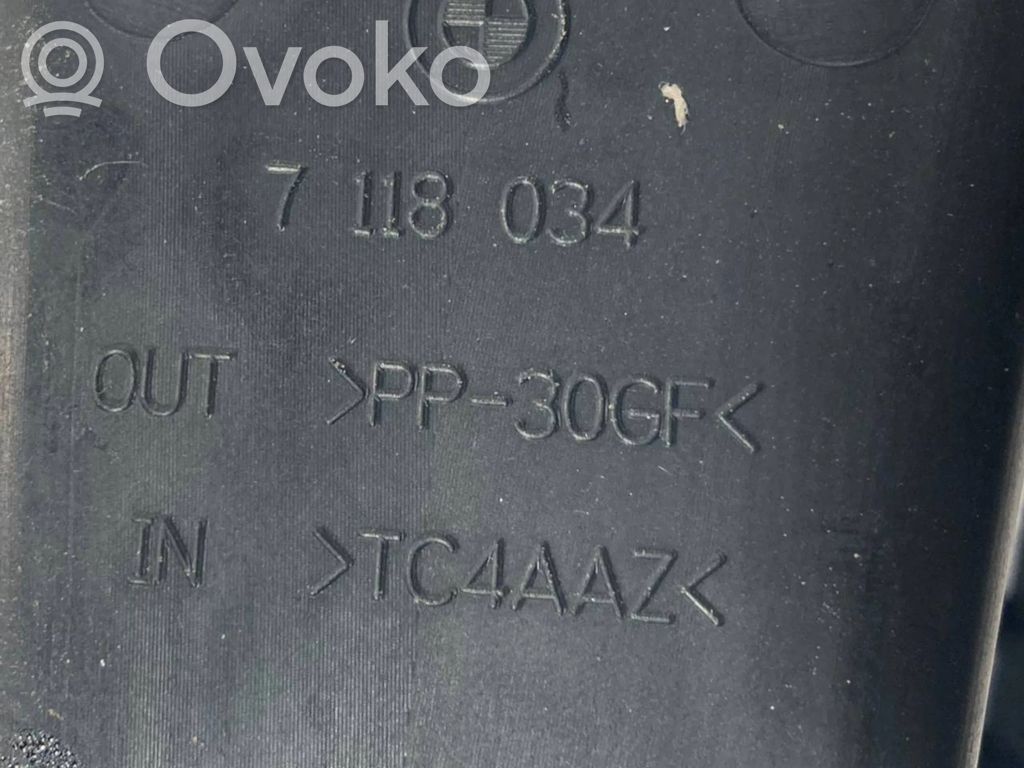 Ovoko
7 118 034
OUT >PP-30GF<
IN >TC4AAZ<